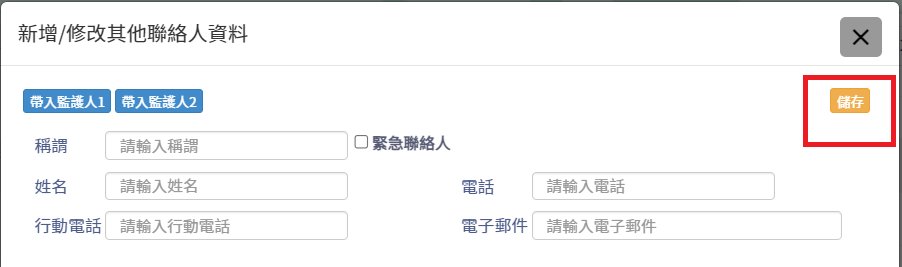 新增/修改其他聯絡人資料
帶入監護人1 帶入監護人2 儲存
稱謂 請輸入稱謂 緊急聯絡人
姓名 請輸入姓名 電話 請輸入電話
行動電話 請輸入行動電話 電子郵件 請輸入電子郵件